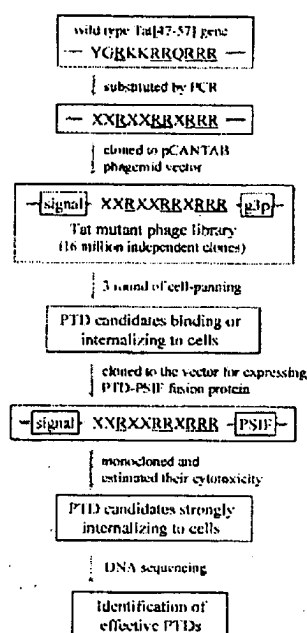 wild type Tat[47-57] gene
YGRKKRRQRRR
substituted by PCR
XXRXXRRXRRR
cloned to pCANTAB
phagemid vector
signal XXRXXRRXRRR g3p
Tat mutant phage library
(16 million independent clones)
3 round of cell-panning
PTD candidates binding or
internalizing to cells
cloned to the vector for expressing
PTD-PSIF fusion protein
signal XXRXXRRXRRR PSIF
monocloned and
estimated their cytotoxicity
PTD candidates strongly
internalizing to cells
DNA sequencing
Identification of
effective PTDs